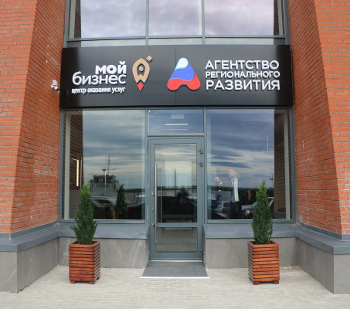 МОЙ
бизнес
центр оказания услуг
АГЕНТСТВО
РЕГИОНАЛЬНОГО
РАЗВИТИЯ